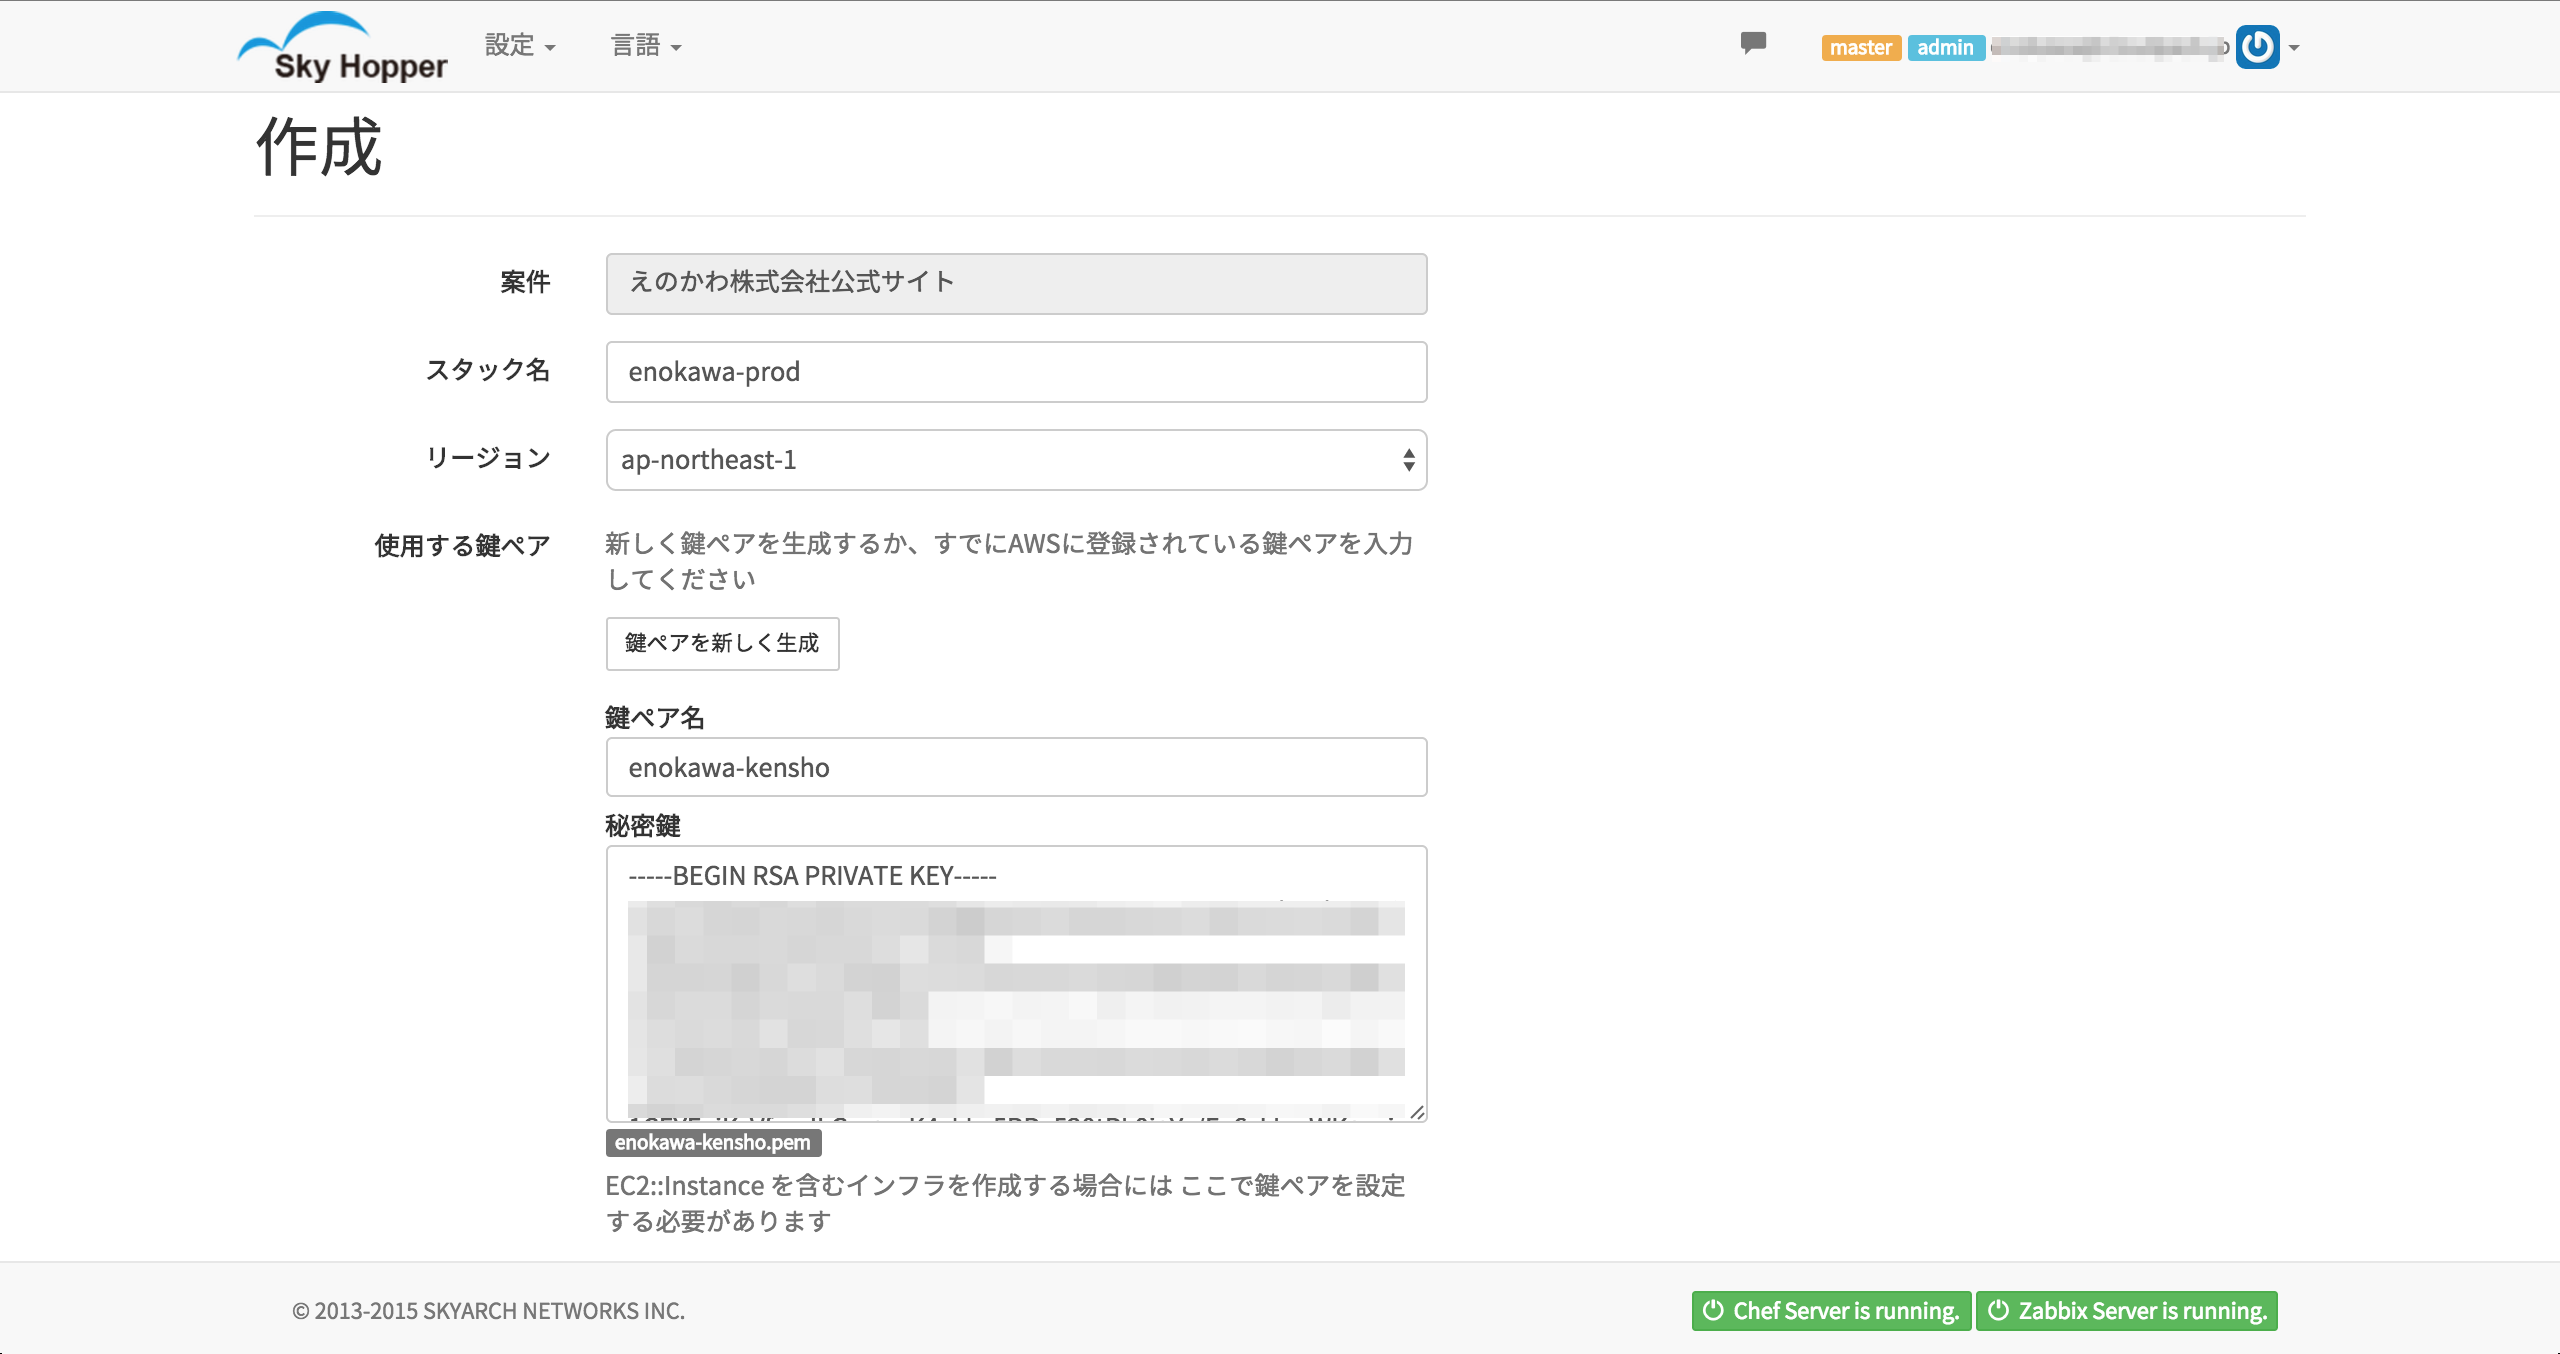 Sky Hopper
設定
言語
master
admin
作成
案件
えのかわ株式会社公式サイト
スタック名
enokawa-prod
リージョン
ap-northeast-1
使用する鍵ペア
新しく鍵ペアを生成するか、すでにAWSに登録されている鍵ペアを入力
してください
鍵ペアを新しく生成
鍵ペア名
enokawa-kensho
秘密鍵
-----BEGIN RSA PRIVATE KEY-----
enokawa-kensho.pem
EC2::Instance を含むインフラを作成する場合には ここで鍵ペアを設定
する必要があります
© 2013-2015 SKYARCH NETWORKS INC.
Chef Server is running.
Zabbix Server is running.